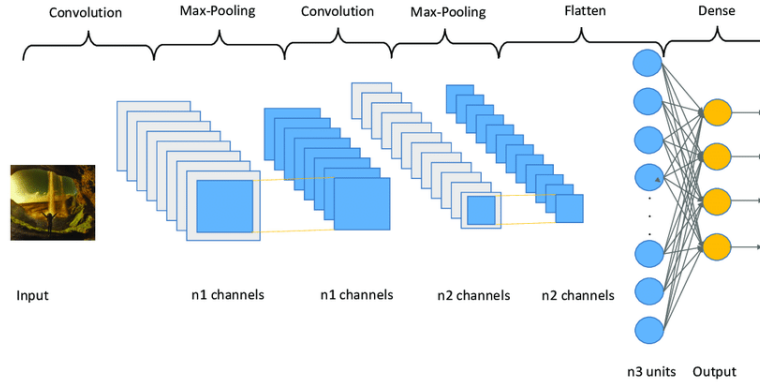 Convolution
Max-Pooling
Convolution
Max-Pooling
Flatten
Dense
Input
n1 channels
n1 channels
n2 channels
n2 channels
n3 units
Output